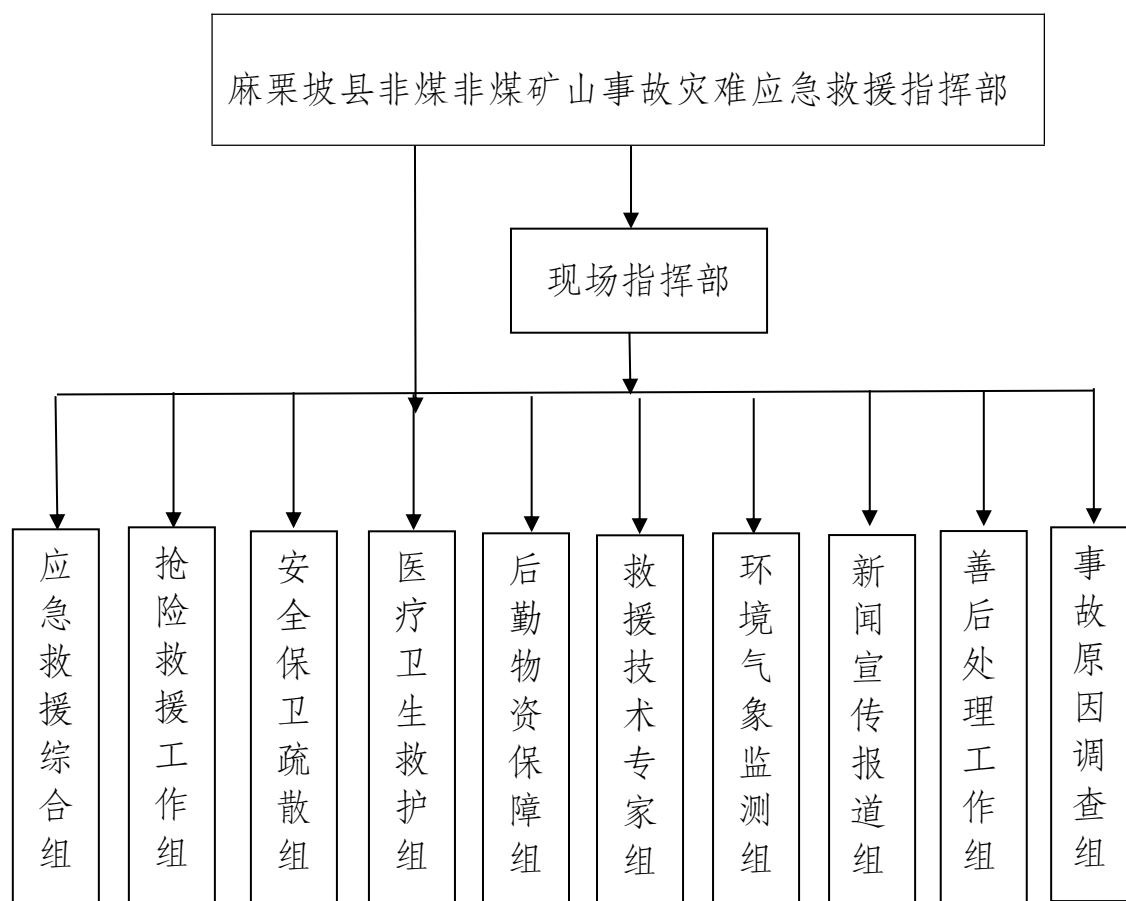 麻栗坡县非煤非煤矿山事故灾难应急救援指挥部
现场指挥部
应急救援综合组
抢险救援工作组
安全保卫疏散组
医疗卫生救护组
后勤物资保障组
救援技术专家组
环境气象监测组
新闻宣传报道组
善后处理工作组
事故原因调查组